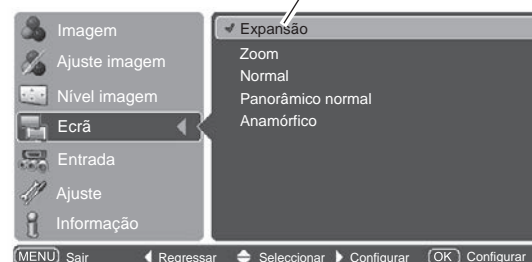 Imagem
Ajuste imagem
Nível imagem
Ecrã
Entrada
Ajuste
Informação
Expansão
Zoom
Normal
Panorâmico normal
Anamórfico
MENU Sair Regressar Seleccionar Configurar OK Configurar